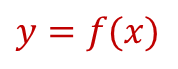 y = f(x)